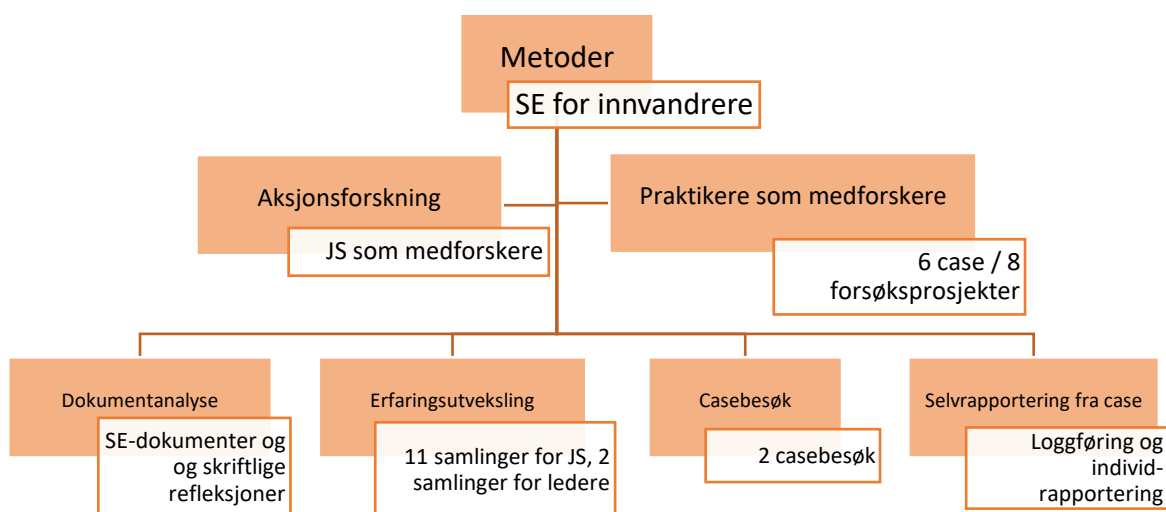 Metoder
SE for innvandrere
Aksjonsforskning
JS som medforskere
Praktikere som medforskere
6 case / 8
forsøksprosjekter
Dokumentanalyse
SE-dokumenter og
og skriftlige
refleksjoner
Erfaringsutveksling
11 samlinger for JS, 2
samlinger for ledere
Casebesøk
2 casebesøk
Selvrapportering fra case
Loggføring og
individ-
rapportering